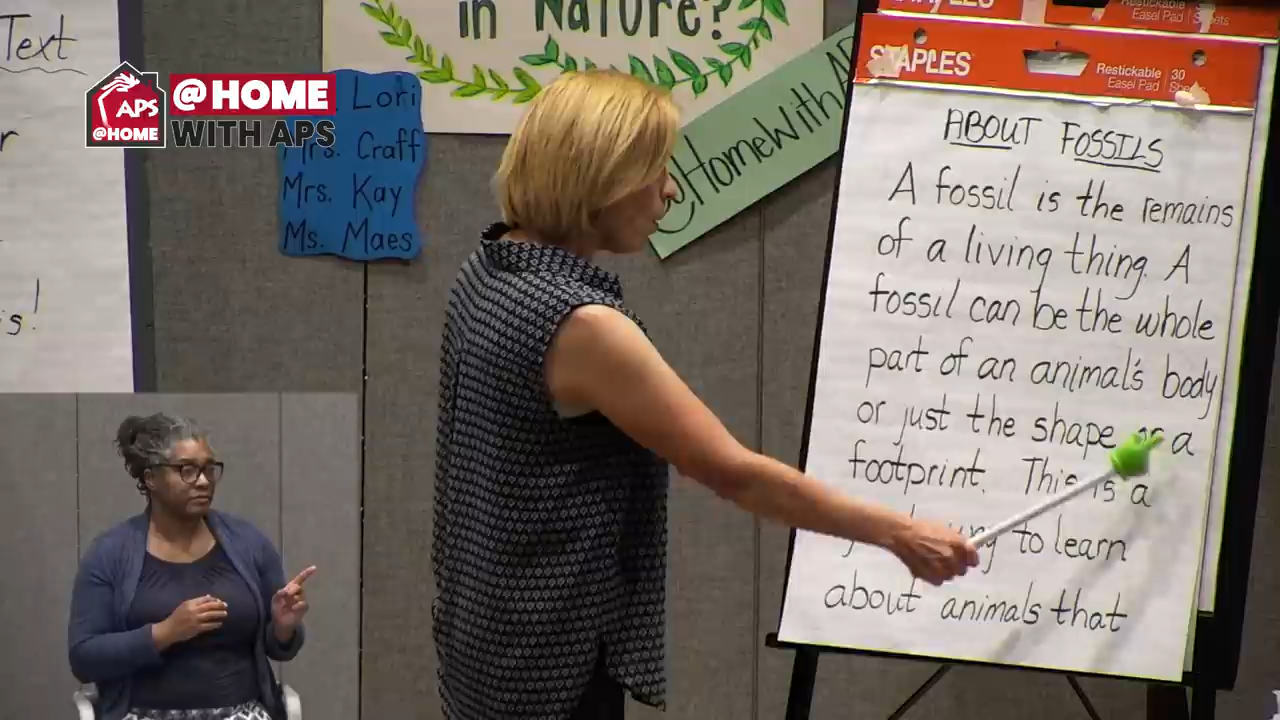 Text
in Nature?
@HOME
WITH APS
APS
@HOME
Lori
Mrs. Craft
Mrs. Kay
Ms. Maes
@HomeWith
STAPLES
Restickable
Easel Pad
30
ABOUT FOSSILS
A fossil is the remains
of a living thing. A
fossil can be the whole
part of an animal's body
or just the shape or a
footprint. This is a
to learn
about animals that